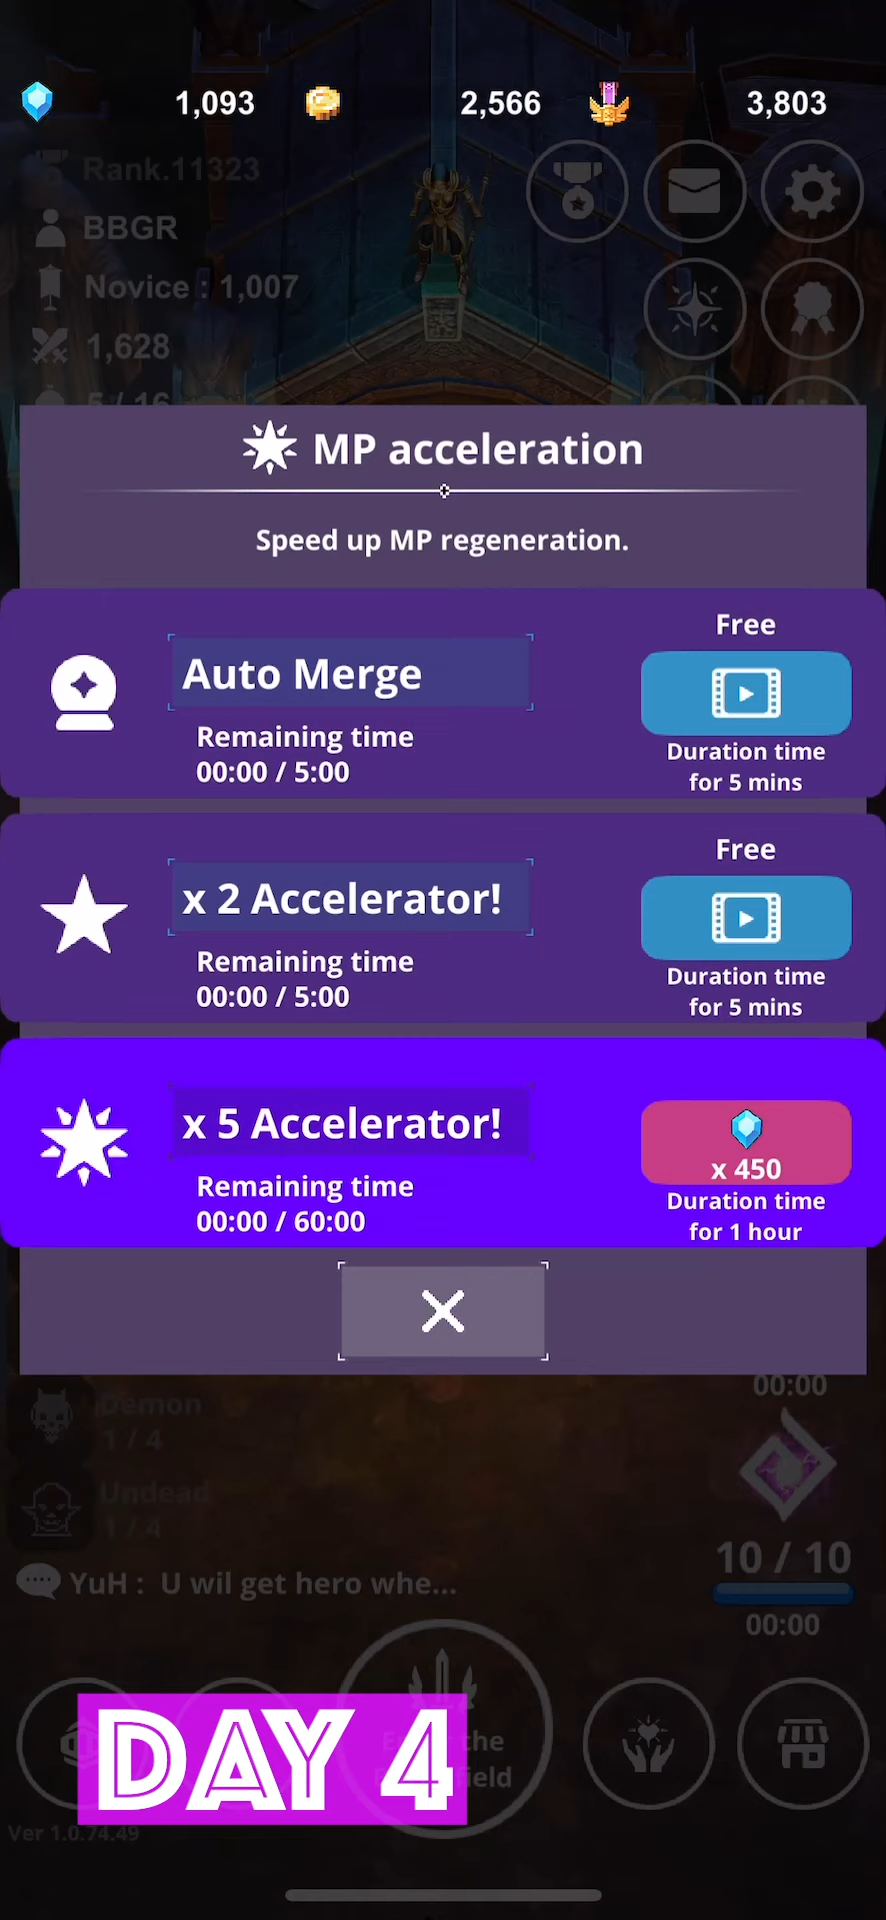 1,093 2,566 3,803
Rank.11323
BBGR
Novice : 1,007
1,628
5 / 16
MP acceleration
Speed up MP regeneration.
Auto Merge
Remaining time
00:00 / 5:00
Free
Duration time
for 5 mins
x 2 Accelerator!
Remaining time
00:00 / 5:00
Free
Duration time
for 5 mins
x 5 Accelerator!
Remaining time
00:00 / 60:00
x 450
Duration time
for 1 hour
00:00
Demon
1 / 4
Undead
1 / 4
10 / 10
YuH : U wil get hero whe...
00:00
the
field
DAY 4
Ver 1.0.74.49